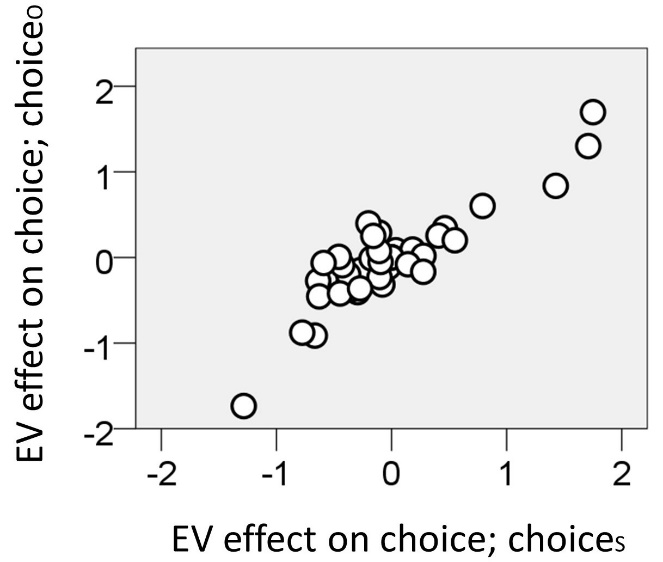 EV effect on choice; choiceo
2
1
0
-1
-2
-2 -1 0 1 2
EV effect on choice; choices